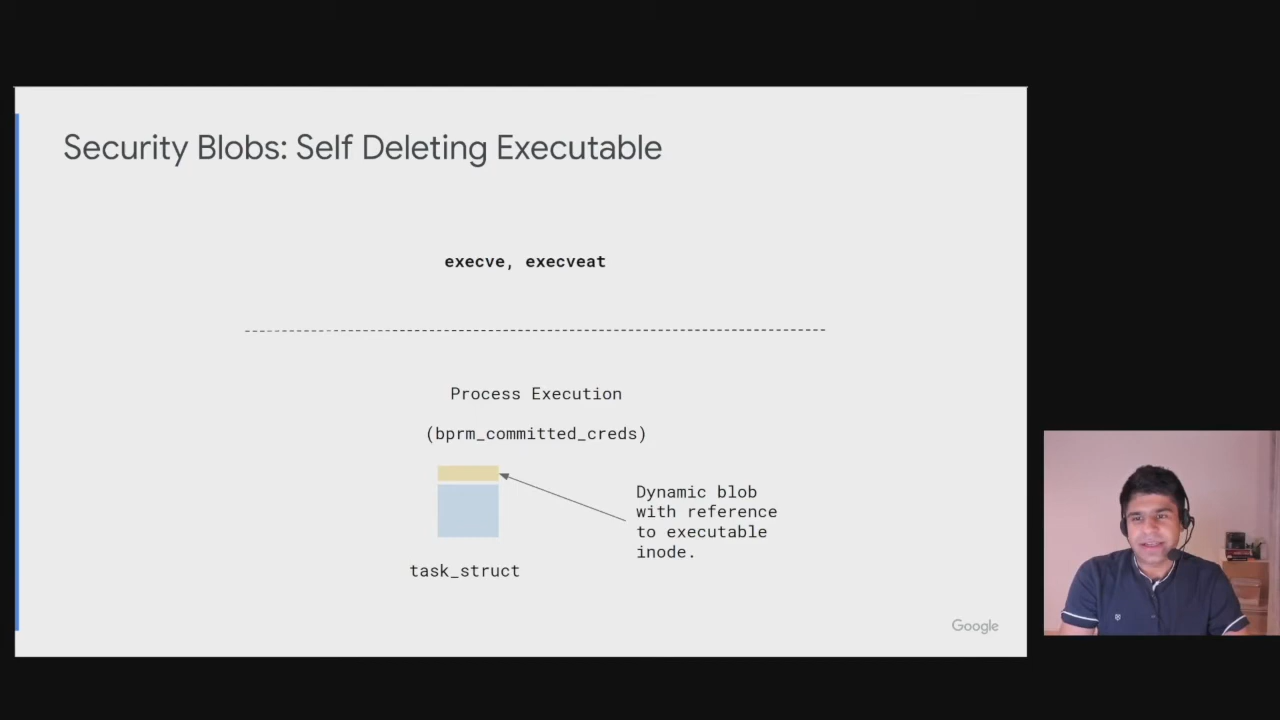 Security Blobs: Self Deleting Executable
execve, execveat
Process Execution
(bprm_committed_creds)
Dynamic blob
with reference
to executable
inode.
task_struct
Google